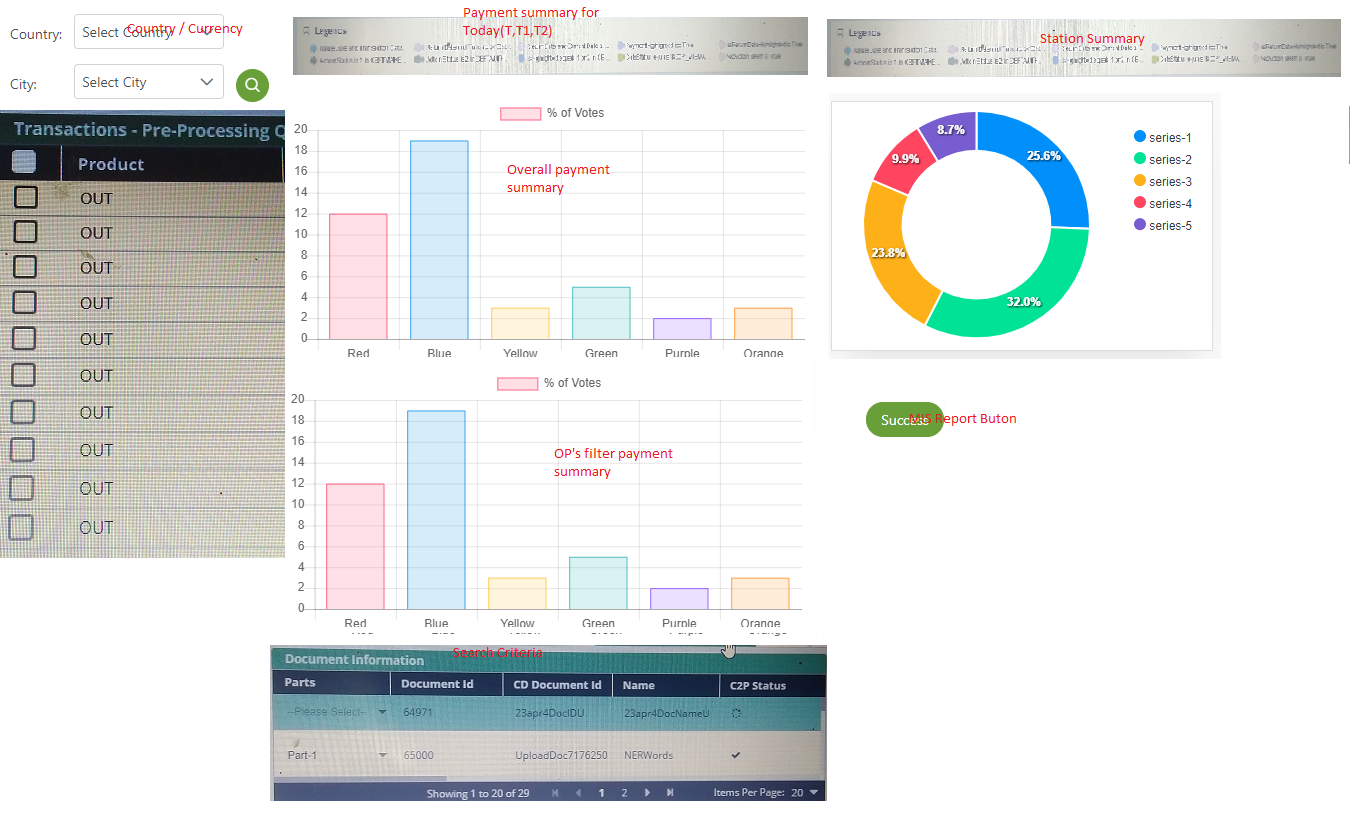 Country:
Select Country
Country / Currency
City:
Select City
Transactions - Pre-Processing Q
Product
OUT
OUT
OUT
OUT
OUT
OUT
OUT
OUT
OUT
OUT
Payment summary for
Today(T,T1,T2)
Legends
% of Votes
20
18
16
14
12
10
8
6
4
2
0
Overall payment
summary
Red
Blue
Yellow
Green
Purple
Orange
% of Votes
20
18
16
14
12
10
8
6
4
2
0
OP's filter payment
summary
Red
Blue
Yellow
Green
Purple
Orange
Station Summary
Legends
8.7%
25.6%
9.9%
23.8%
32.0%
series-1
series-2
series-3
series-4
series-5
Success
MIS Report Buton
Search Criteria
Document Information
Parts Document Id CD Document Id Name C2P Status
--Please Select-- 64971 23apr4DocIDU 23apr4DocNameU
Part-1 65000 UploadDoc7176250 NERWords
Showing 1 to 20 of 29 1 2 Items Per Page: 20